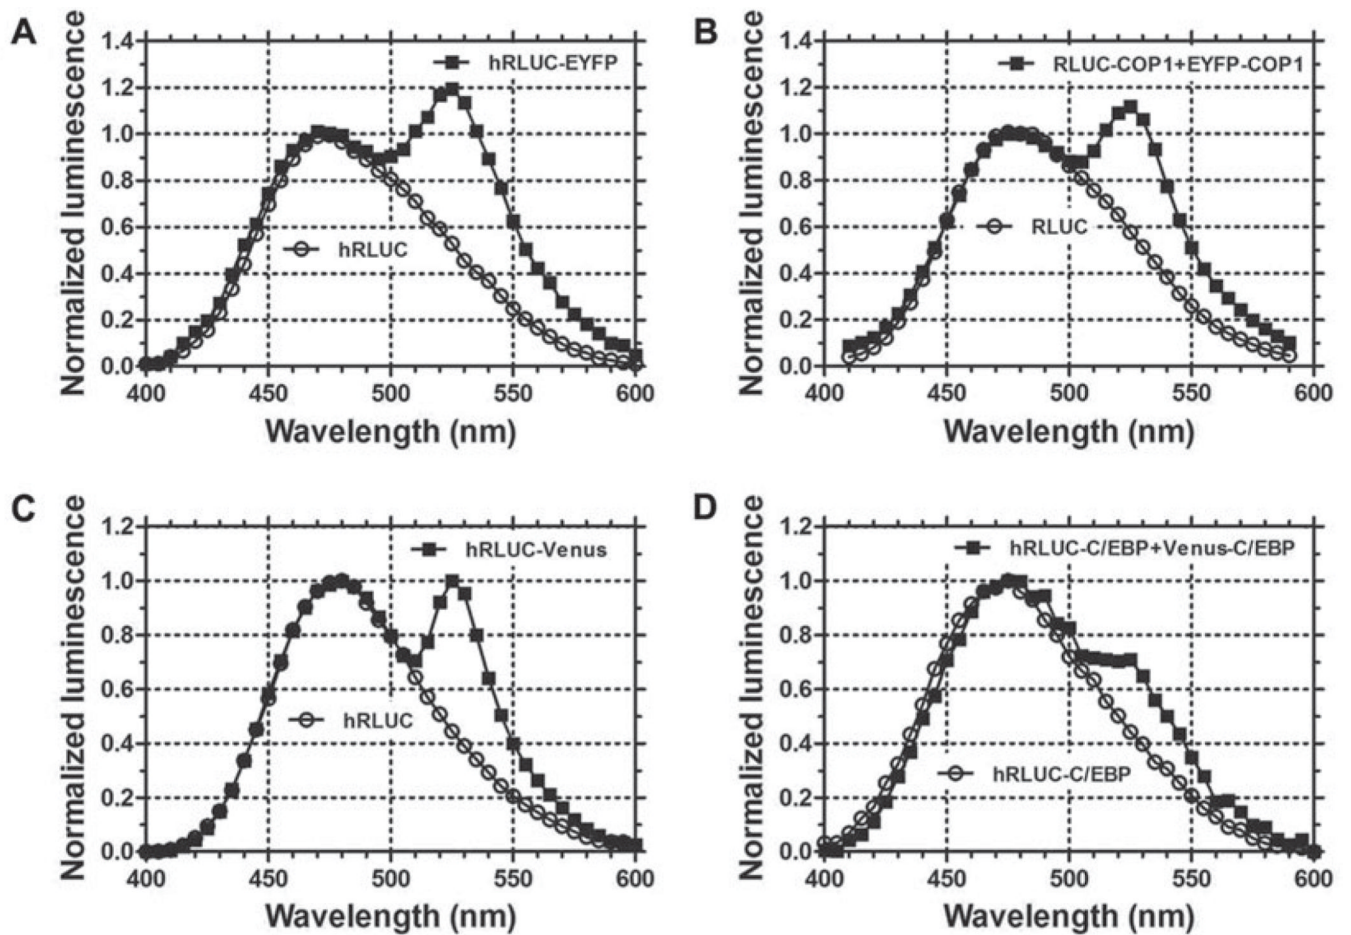 A
Normalized luminescence
1.4
1.2
1.0
0.8
0.6
0.4
0.2
0.0
hRLUC-EYFP
hRLUC
400 450 500 550 600
Wavelength (nm)
B
Normalized luminescence
1.4
1.2
1.0
0.8
0.6
0.4
0.2
0.0
RLUC-COP1+EYFP-COP1
RLUC
400 450 500 550 600
Wavelength (nm)
C
Normalized luminescence
1.2
1.0
0.8
0.6
0.4
0.2
0.0
hRLUC-Venus
hRLUC
400 450 500 550 600
Wavelength (nm)
D
Normalized luminescence
1.2
1.0
0.8
0.6
0.4
0.2
0.0
hRLUC-C/EBP+Venus-C/EBP
hRLUC-C/EBP
400 450 500 550 600
Wavelength (nm)